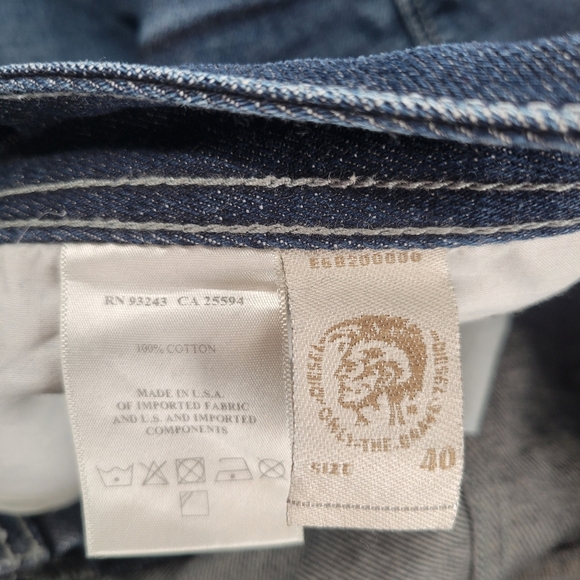 RN 93243 CA 25594
100% COTTON
MADE IN U.S.A.
OF IMPORTED FABRIC
AND U.S. AND IMPORTED
COMPONENTS
DIESEL
ONLY-THE-BRAVE
DIESEL
SIZE 40